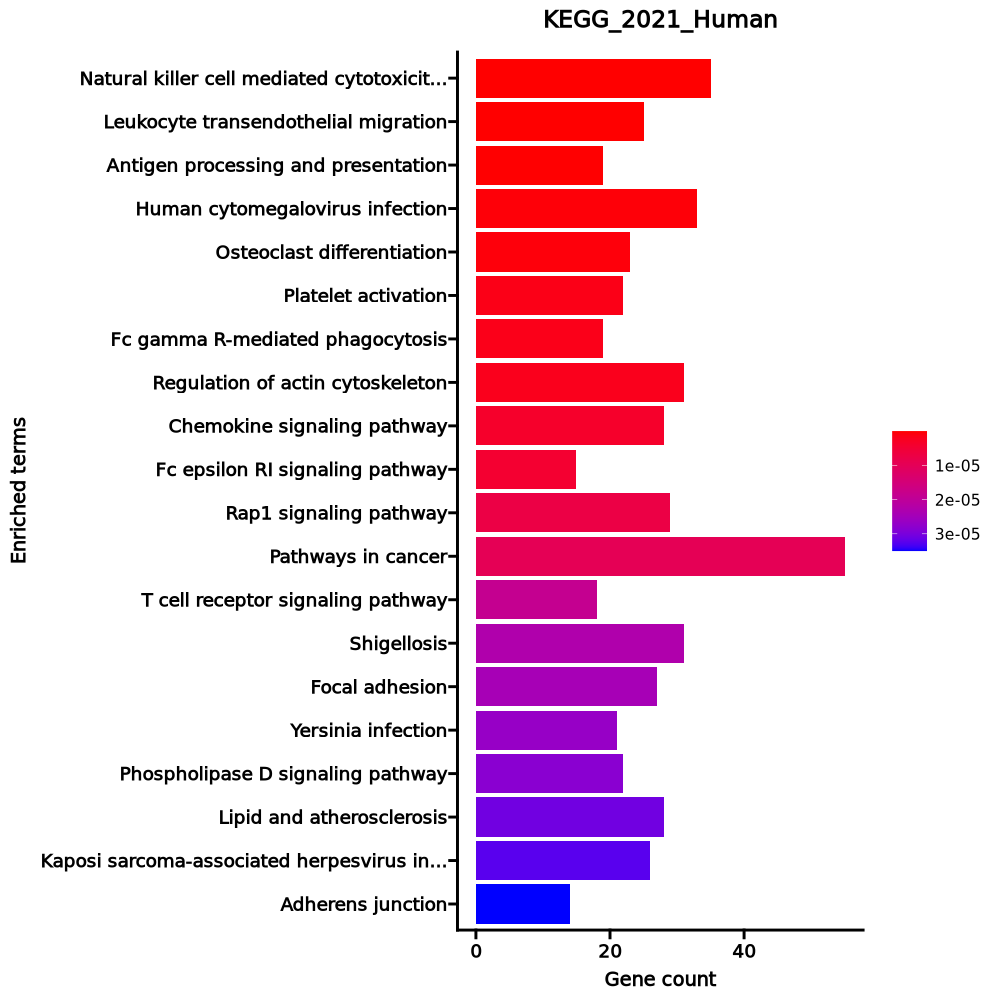 KEGG_2021_Human
Natural killer cell mediated cytotoxicit...
Leukocyte transendothelial migration
Antigen processing and presentation
Human cytomegalovirus infection
Osteoclast differentiation
Platelet activation
Fc gamma R-mediated phagocytosis
Regulation of actin cytoskeleton
Chemokine signaling pathway
Fc epsilon RI signaling pathway
Rap1 signaling pathway
Pathways in cancer
T cell receptor signaling pathway
Shigellosis
Focal adhesion
Yersinia infection
Phospholipase D signaling pathway
Lipid and atherosclerosis
Kaposi sarcoma-associated herpesvirus in...
Adherens junction
Enriched terms
0 20 40
Gene count
1e-05
2e-05
3e-05